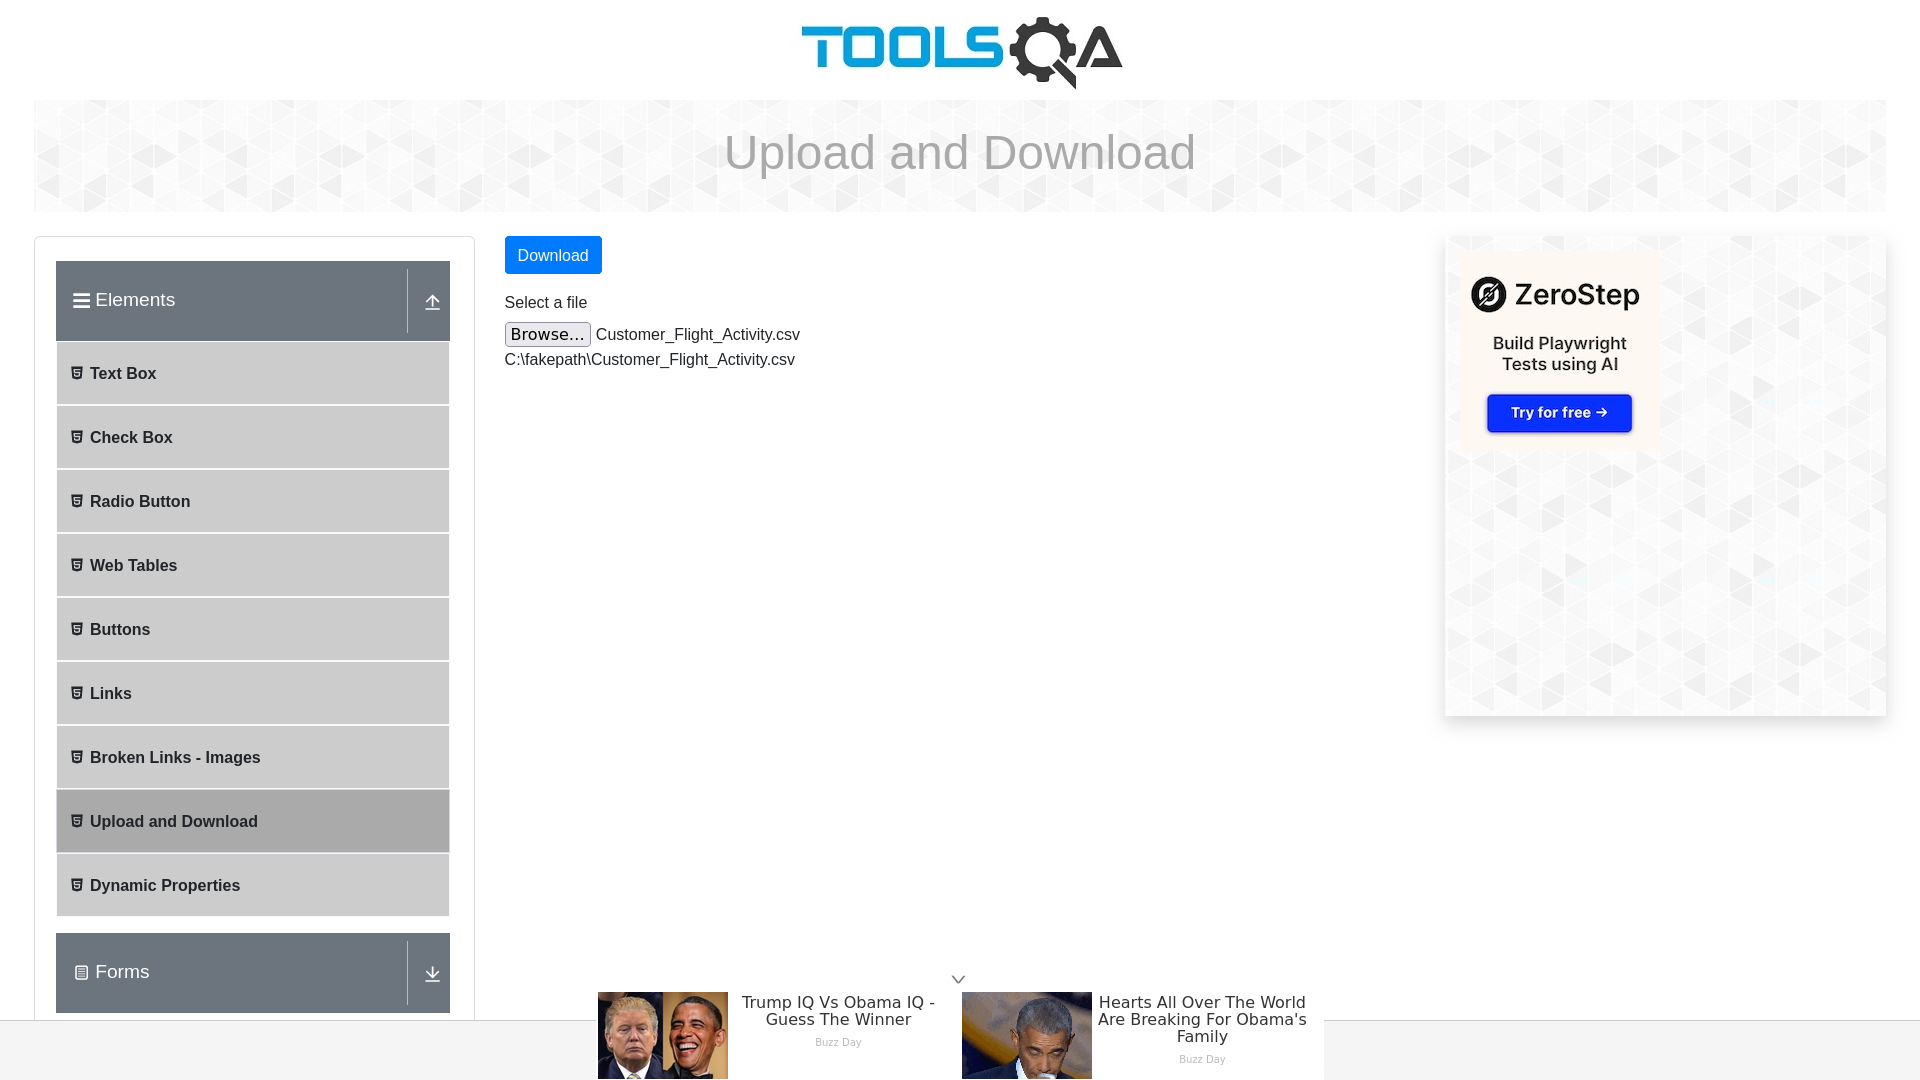 TOOLSQA
Upload and Download
Elements
Text Box
Check Box
Radio Button
Web Tables
Buttons
Links
Broken Links - Images
Upload and Download
Dynamic Properties
Forms
Download
Select a file
Browse... Customer_Flight_Activity.csv
C:\fakepath\Customer_Flight_Activity.csv
ZeroStep
Build Playwright
Tests using AI
Try for free →
Trump IQ Vs Obama IQ -
Guess The Winner
Buzz Day
Hearts All Over The World
Are Breaking For Obama's
Family
Buzz Day